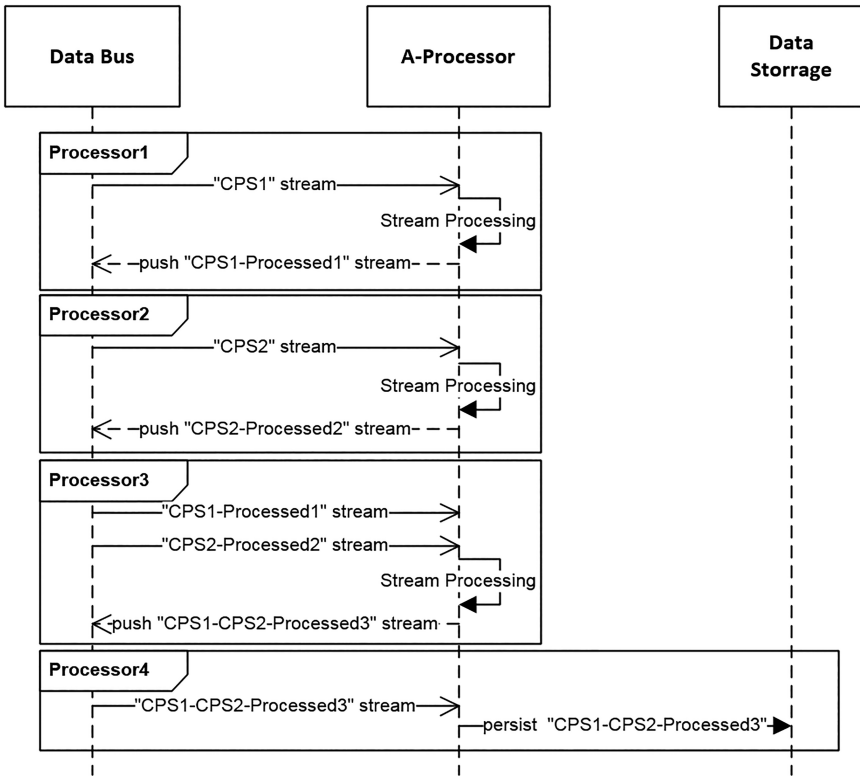 Data Bus
A-Processor
Data
Storrage
Processor1
"CPS1" stream
Stream Processing
push "CPS1-Processed1" stream
Processor2
"CPS2" stream
Stream Processing
push "CPS2-Processed2" stream
Processor3
"CPS1-Processed1" stream
"CPS2-Processed2" stream
Stream Processing
push "CPS1-CPS2-Processed3" stream
Processor4
"CPS1-CPS2-Processed3" stream
persist "CPS1-CPS2-Processed3"